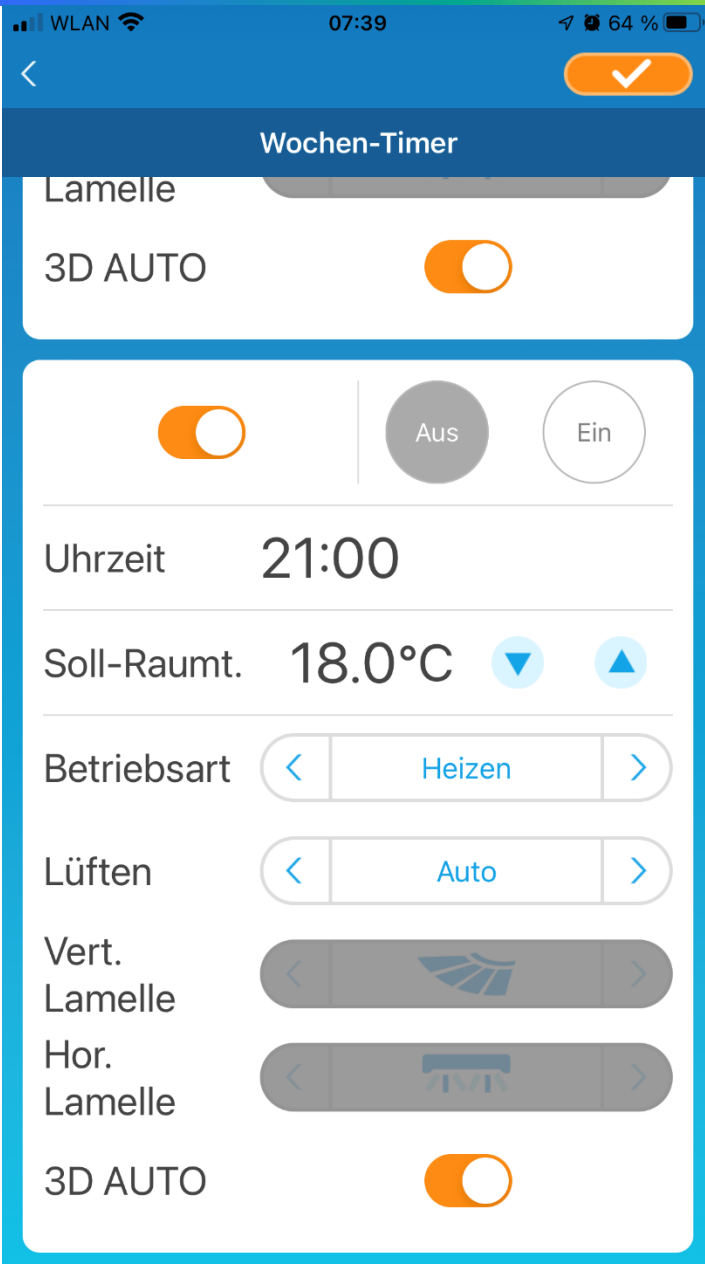 WLAN 07:39 64 %
Wochen-Timer
Lamelle
3D AUTO
Aus Ein
Uhrzeit 21:00
Soll-Raumt. 18.0°C
Betriebsart Heizen
Lüften Auto
Vert.
Lamelle
Hor.
Lamelle
3D AUTO